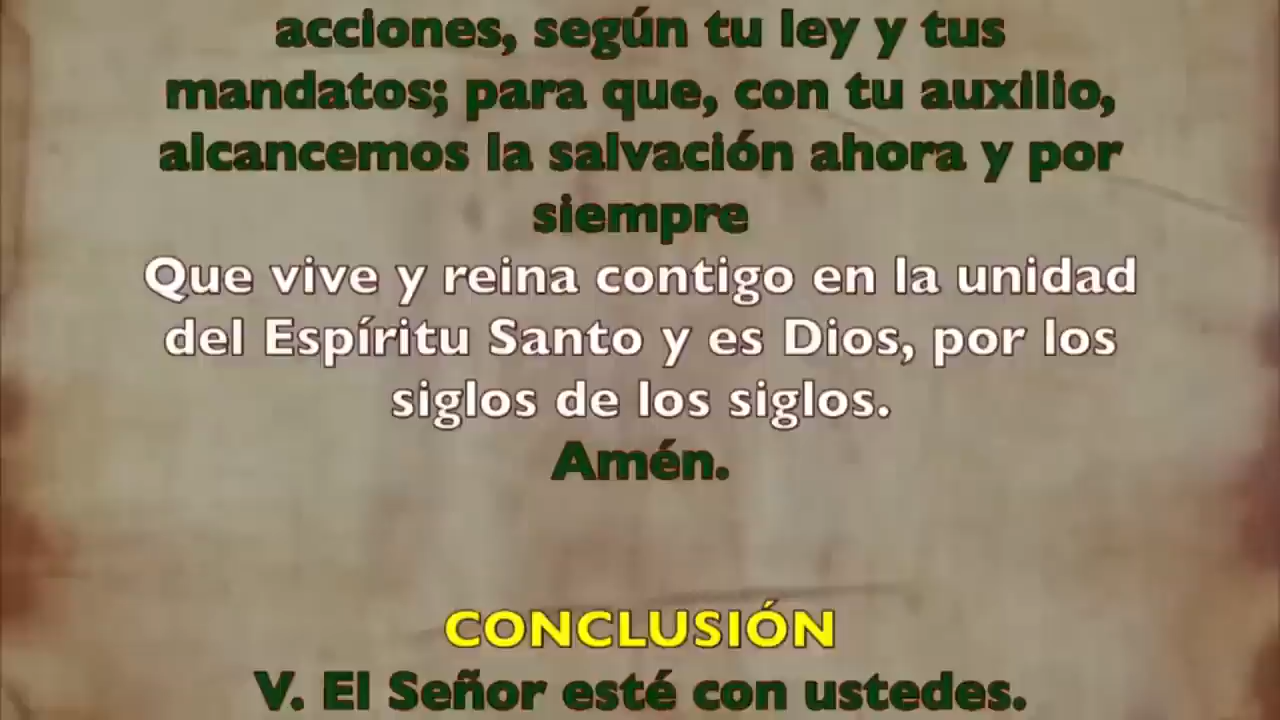 acciones, según tu ley y tus
mandatos; para que, con tu auxilio,
alcancemos la salvación ahora y por
siempre
Que vive y reina contigo en la unidad
del Espíritu Santo y es Dios, por los
siglos de los siglos.
Amén.
CONCLUSIÓN
V. El Señor esté con ustedes.